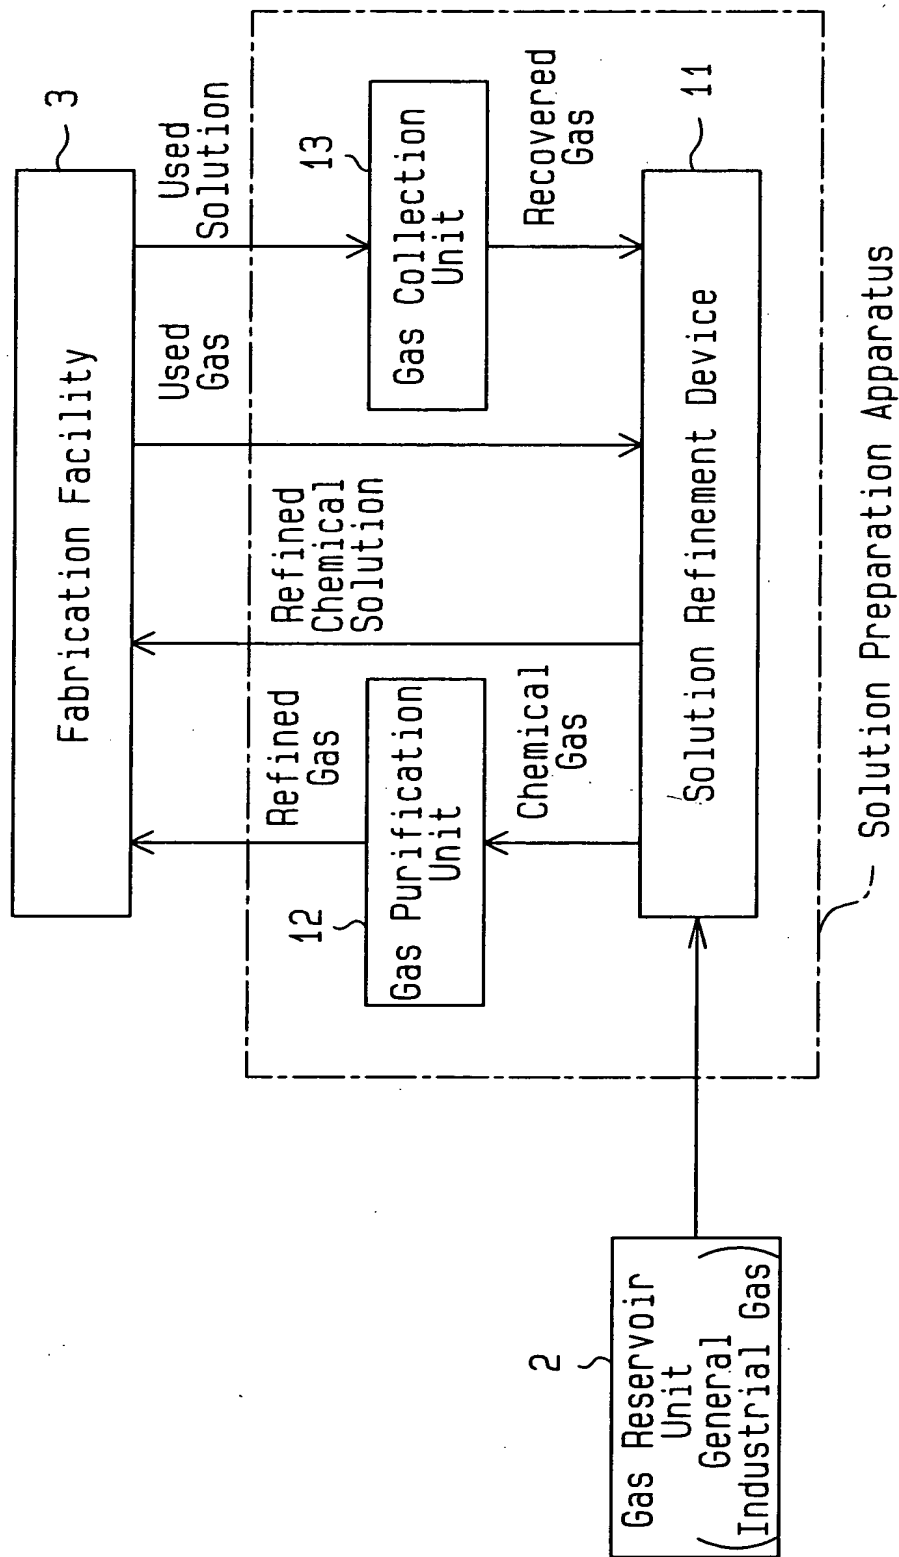 3
Fabrication Facility
Used
Solution
Used
Gas
Refined
Chemical
Solution
Refined
Gas
13
Gas Collection
Unit
12
Gas Purification
Unit
Recovered
Gas
Chemical
Gas
11
Solution Refinement Device
Solution Preparation Apparatus
2
Gas Reservoir
Unit
(General
Industrial Gas)